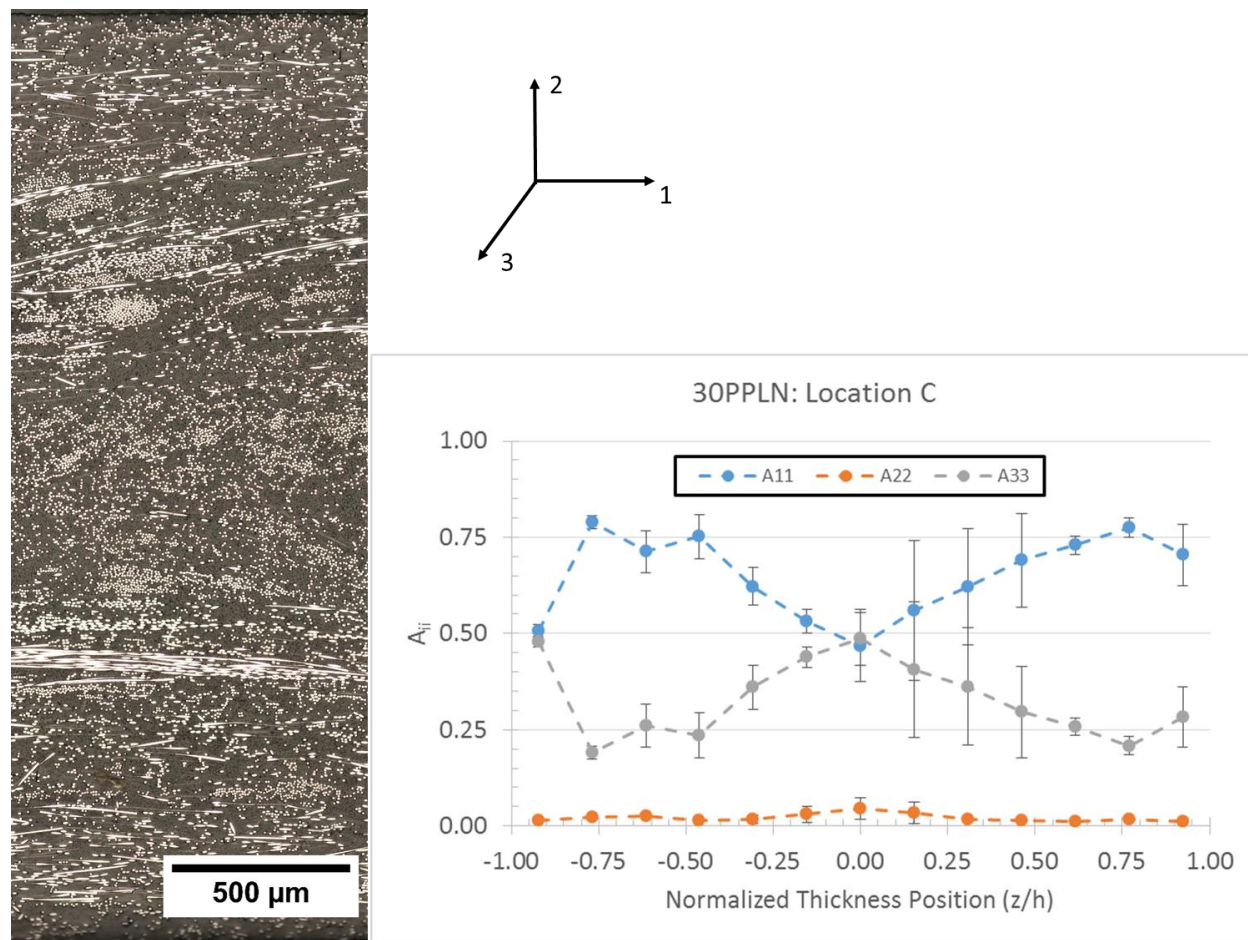 2
1
3
30PPLN: Location C
A11 A22 A33
1.00
0.75
0.50
0.25
0.00
Aii
-1.00 -0.75 -0.50 -0.25 0.00 0.25 0.50 0.75 1.00
Normalized Thickness Position (z/h)
500 µm